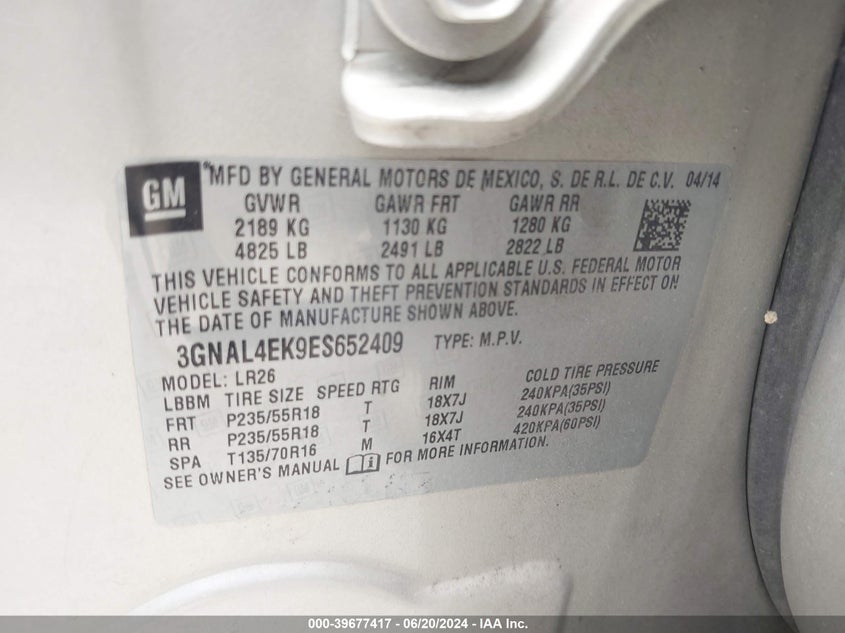 GM
MFD BY GENERAL MOTORS DE MEXICO, S. DE R.L. DE C.V. 04/14
GVWR GAWR FRT GAWR RR
2189 KG 1130 KG 1280 KG
4825 LB 2491 LB 2822 LB
THIS VEHICLE CONFORMS TO ALL APPLICABLE U.S. FEDERAL MOTOR
VEHICLE SAFETY AND THEFT PREVENTION STANDARDS IN EFFECT ON
THE DATE OF MANUFACTURE SHOWN ABOVE.
3GNAL4EK9ES652409 TYPE: M.P.V.
MODEL: LR26
LBBM TIRE SIZE SPEED RTG RIM COLD TIRE PRESSURE
FRT P235/55R18 T 18X7J 240KPA(35PSI)
RR P235/55R18 T 18X7J 240KPA(35PSI)
SPA T135/70R16 M 16X4T 420KPA(60PSI)
SEE OWNER'S MANUAL FOR MORE INFORMATION.
000-39677417 | 06/20/2024 - IAA Inc.